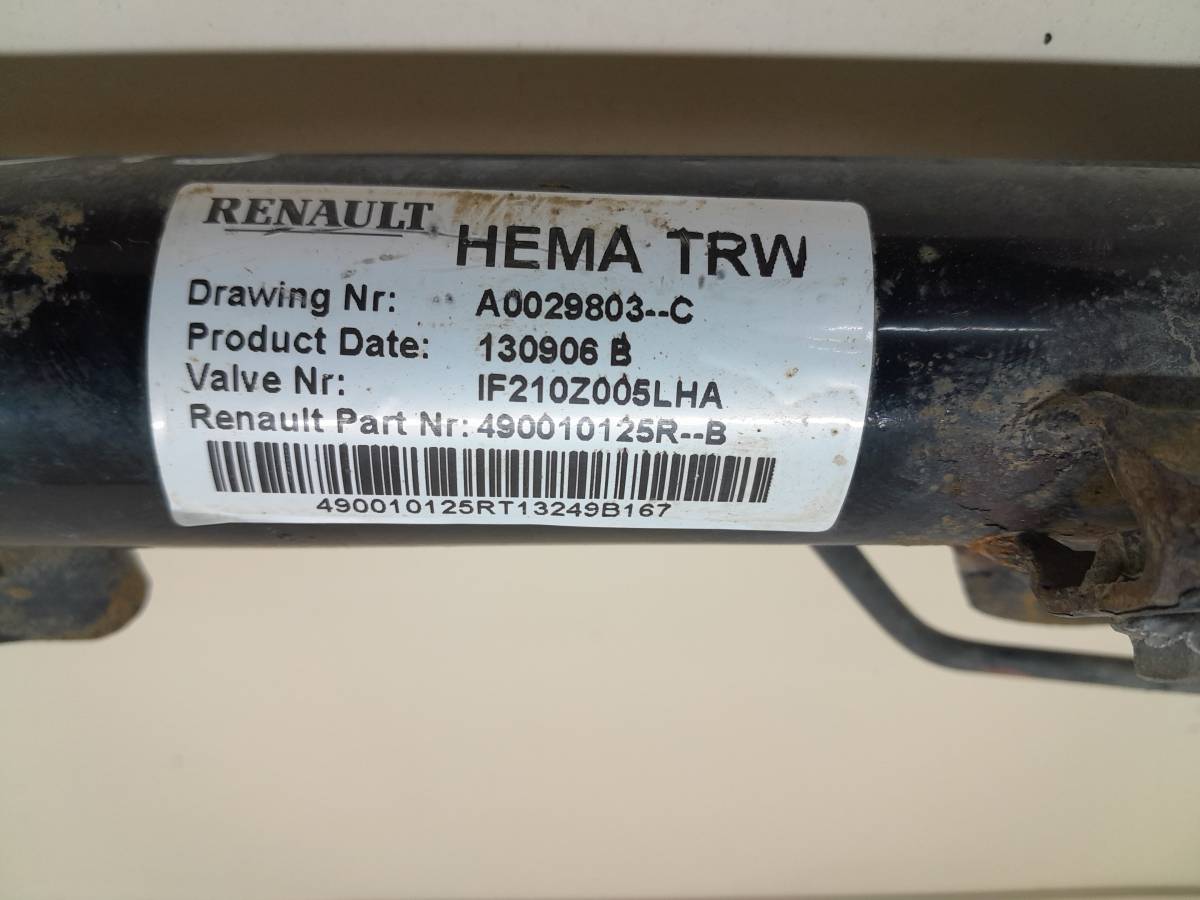 RENAULT HEMA TRW
Drawing Nr: A0029803--C
Product Date: 130906 B
Valve Nr: IF210Z005LHA
Renault Part Nr: 490010125R--B
490010125RT13249B167